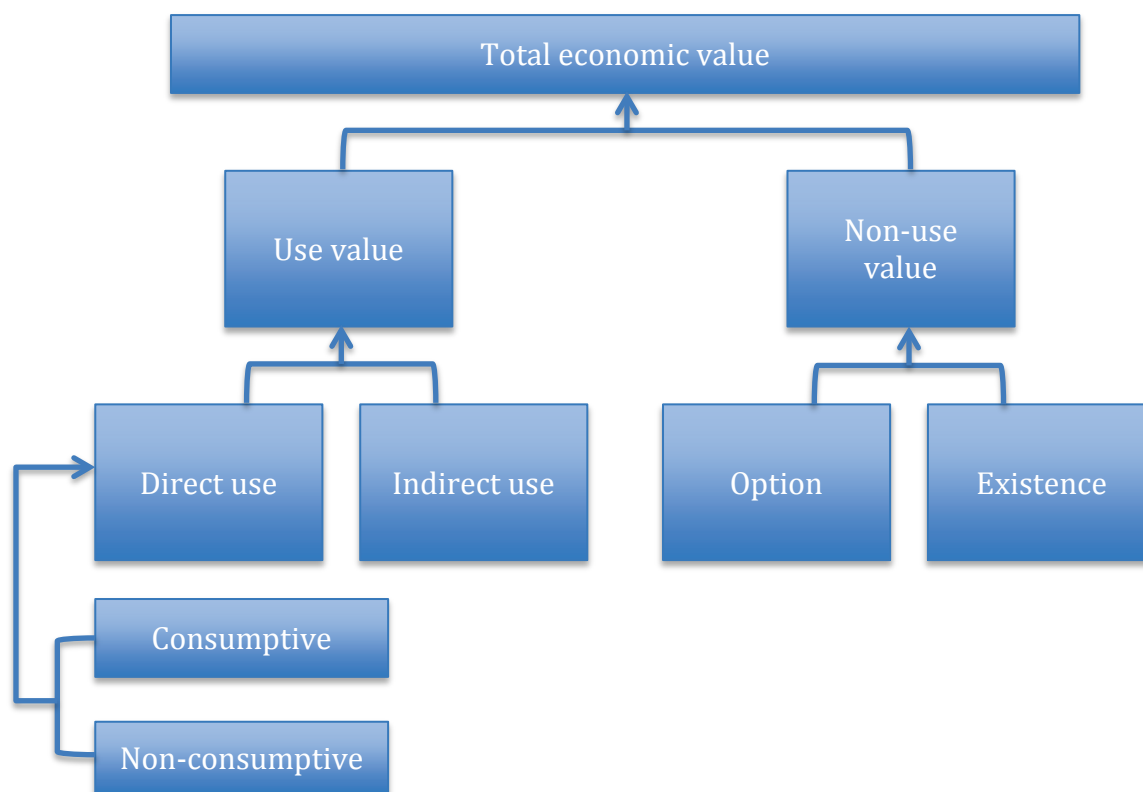 Total economic value
Use value
Non-use
value
Direct use
Indirect use
Option
Existence
Consumptive
Non-consumptive